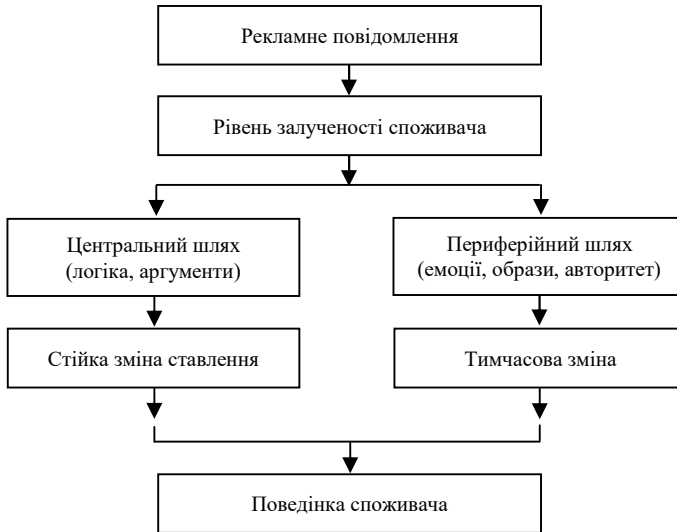 Рекламне повідомлення
Рівень залученості споживача
Центральний шлях
(логіка, аргументи)
Периферійний шлях
(емоції, образи, авторитет)
Стійка зміна ставлення
Тимчасова зміна
Поведінка споживача